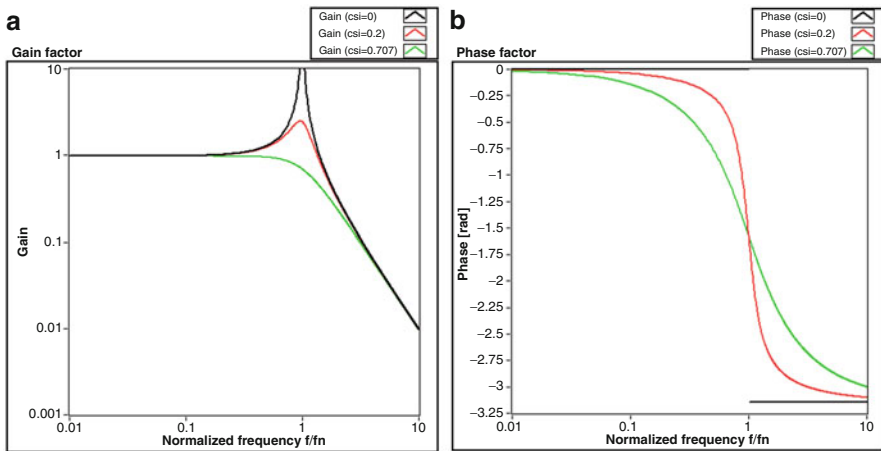 a
Gain (csi=0)
Gain (csi=0.2)
Gain (csi=0.707)
Gain factor
10
1
0.1
0.01
0.001
Gain
0.01
0.1
1
10
Normalized frequency f/fn
b
Phase (csi=0)
Phase (csi=0.2)
Phase (csi=0.707)
Phase factor
0
−0.25
−0.5
−0.75
−1
−1.25
−1.5
−1.75
−2
−2.25
−2.5
−2.75
−3
−3.25
Phase [rad]
0.01
0.1
1
10
Normalized frequency f/fn